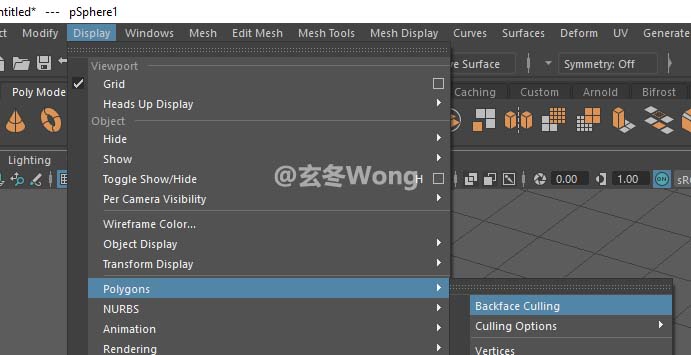 ntitled* --- pSphere1
Modify Display Windows Mesh Edit Mesh Mesh Tools Mesh Display Curves Surfaces Deform UV Generate
ve Surface Symmetry: Off
Poly Mode Caching Custom Arnold Bifrost
Viewport
Grid
Heads Up Display
Object
Hide
Show
Toggle Show/Hide H
@玄冬Wong
Per Camera Visibility
Lighting 0.00 1.00 ON sR
Wireframe Color...
Object Display
Transform Display
Polygons
NURBS
Animation
Rendering
Backface Culling
Culling Options
Vertices